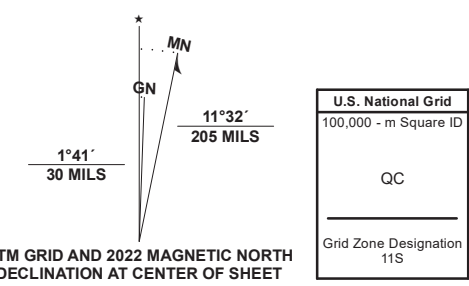 MN
GN
11°32´
205 MILS
1°41´
30 MILS
TM GRID AND 2022 MAGNETIC NORTH
DECLINATION AT CENTER OF SHEET
U.S. National Grid
100,000 - m Square ID
QC
Grid Zone Designation
11S